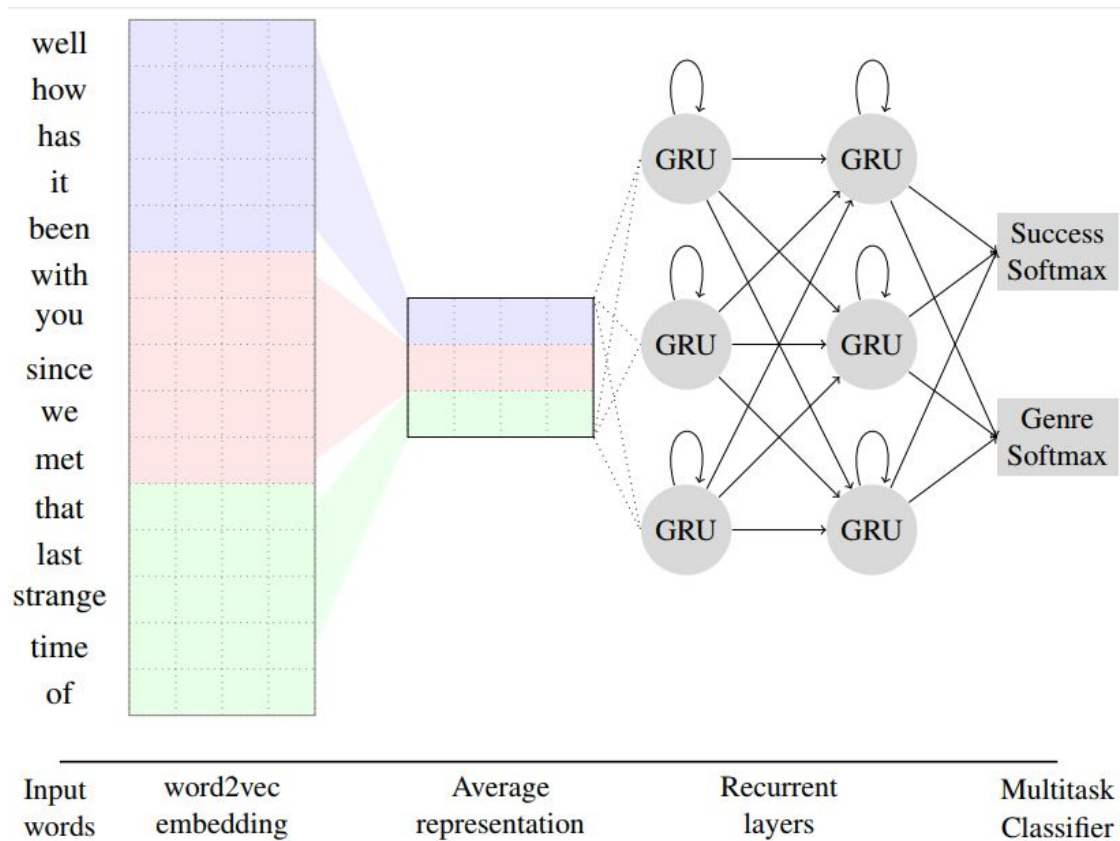 well
how
has
it
been
with
you
since
we
met
that
last
strange
time
of
GRU
GRU
GRU
GRU
GRU
GRU
Success
Softmax
Genre
Softmax
Input
words
word2vec
embedding
Average
representation
Recurrent
layers
Multitask
Classifier